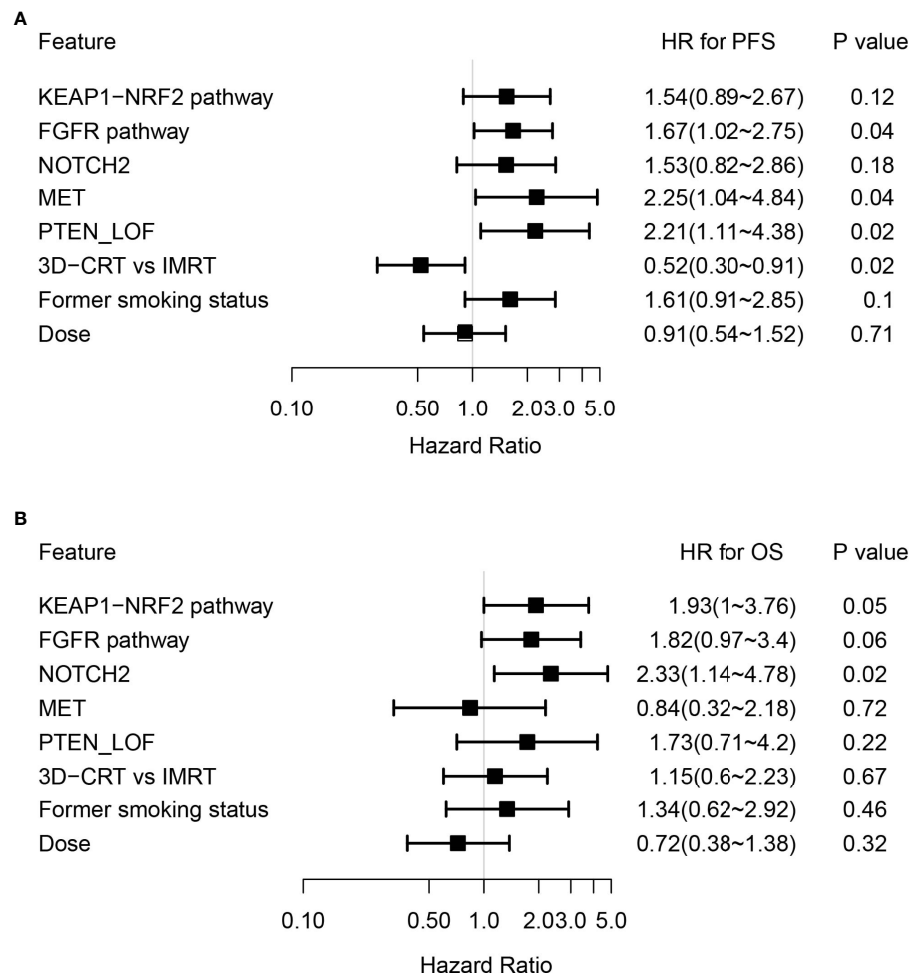 A
Feature HR for PFS P value
KEAP1−NRF2 pathway 1.54(0.89~2.67) 0.12
FGFR pathway 1.67(1.02~2.75) 0.04
NOTCH2 1.53(0.82~2.86) 0.18
MET 2.25(1.04~4.84) 0.04
PTEN_LOF 2.21(1.11~4.38) 0.02
3D−CRT vs IMRT 0.52(0.30~0.91) 0.02
Former smoking status 1.61(0.91~2.85) 0.1
Dose 0.91(0.54~1.52) 0.71
0.10 0.50 1.0 2.03.0 5.0
Hazard Ratio
B
Feature HR for OS P value
KEAP1−NRF2 pathway 1.93(1~3.76) 0.05
FGFR pathway 1.82(0.97~3.4) 0.06
NOTCH2 2.33(1.14~4.78) 0.02
MET 0.84(0.32~2.18) 0.72
PTEN_LOF 1.73(0.71~4.2) 0.22
3D−CRT vs IMRT 1.15(0.6~2.23) 0.67
Former smoking status 1.34(0.62~2.92) 0.46
Dose 0.72(0.38~1.38) 0.32
0.10 0.50 1.0 2.03.0 5.0
Hazard Ratio